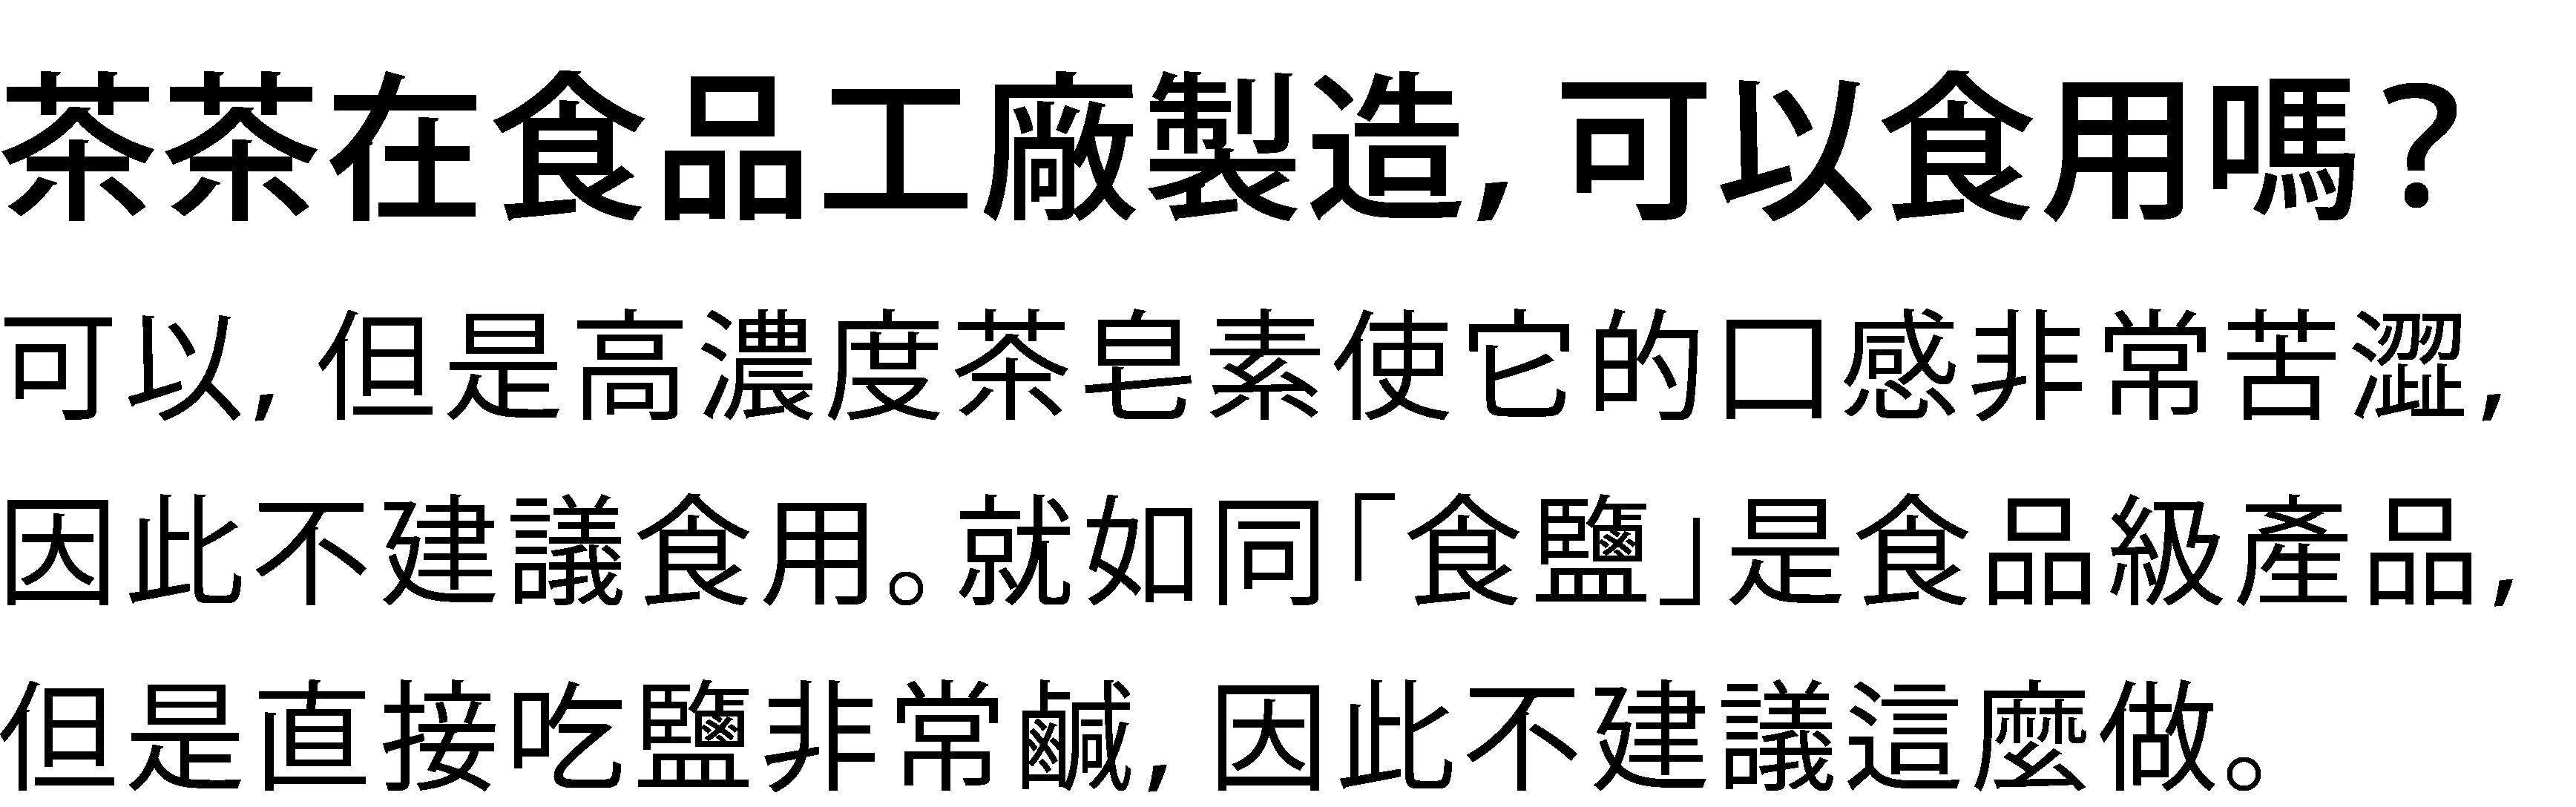 茶茶在食品工廠製造，可以食用嗎？
可以，但是高濃度茶皂素使它的口感非常苦澀，
因此不建議食用。就如同「食鹽」是食品級產品，
但是直接吃鹽非常鹹，因此不建議這麼做。